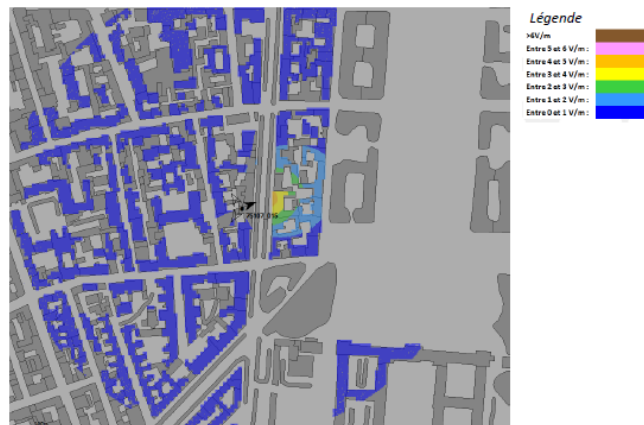 Légende
>6V/m
Entre 5 et 6 V/m :
Entre 4 et 5 V/m :
Entre 3 et 4 V/m :
Entre 2 et 3 V/m :
Entre 1 et 2 V/m :
Entre 0 et 1 V/m :
75107_015